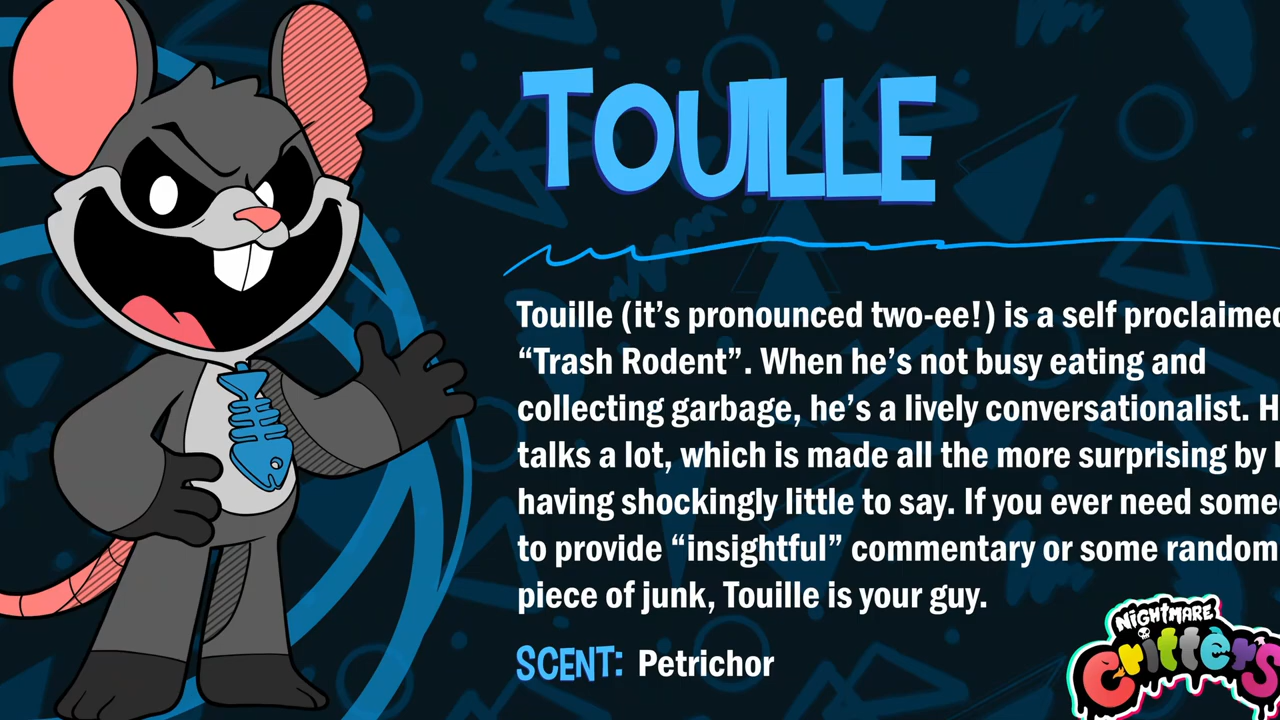 TOUILLE
Touille (it’s pronounced two-ee!) is a self proclaimed
“Trash Rodent”. When he’s not busy eating and
collecting garbage, he’s a lively conversationalist. H
talks a lot, which is made all the more surprising by
having shockingly little to say. If you ever need some
to provide “insightful” commentary or some random
piece of junk, Touille is your guy.
SCENT: Petrichor
NIGHTMARE
Critters